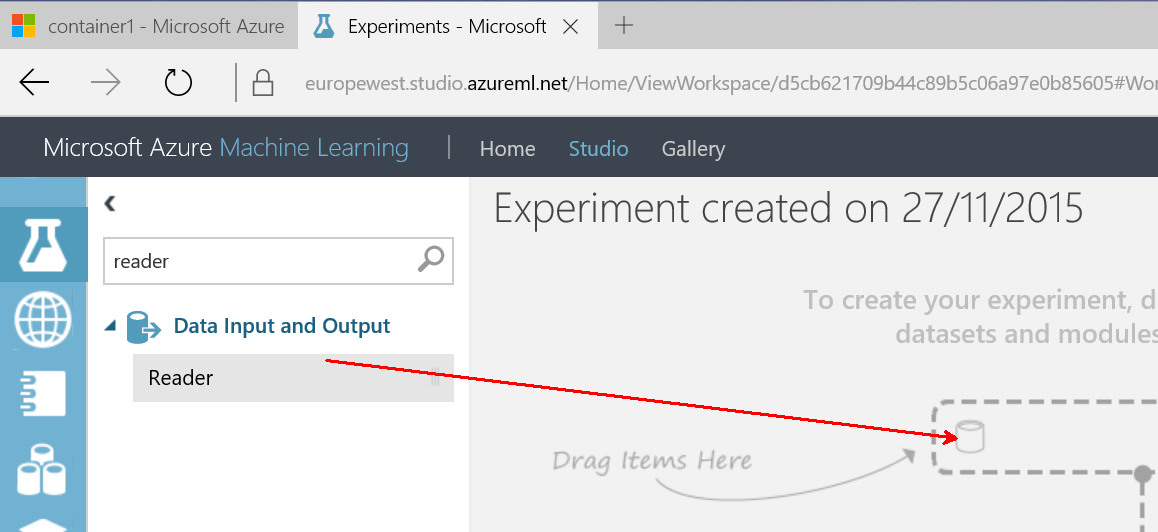 container1 - Microsoft Azure
Experiments - Microsoft
europewest.studio.azureml.net/Home/ViewWorkspace/d5cb621709b44c89b5c06a97e0b85605#Wor
Microsoft Azure Machine Learning | Home Studio Gallery
Experiment created on 27/11/2015
reader
To create your experiment, d
datasets and modules
Data Input and Output
Reader
Drag Items Here